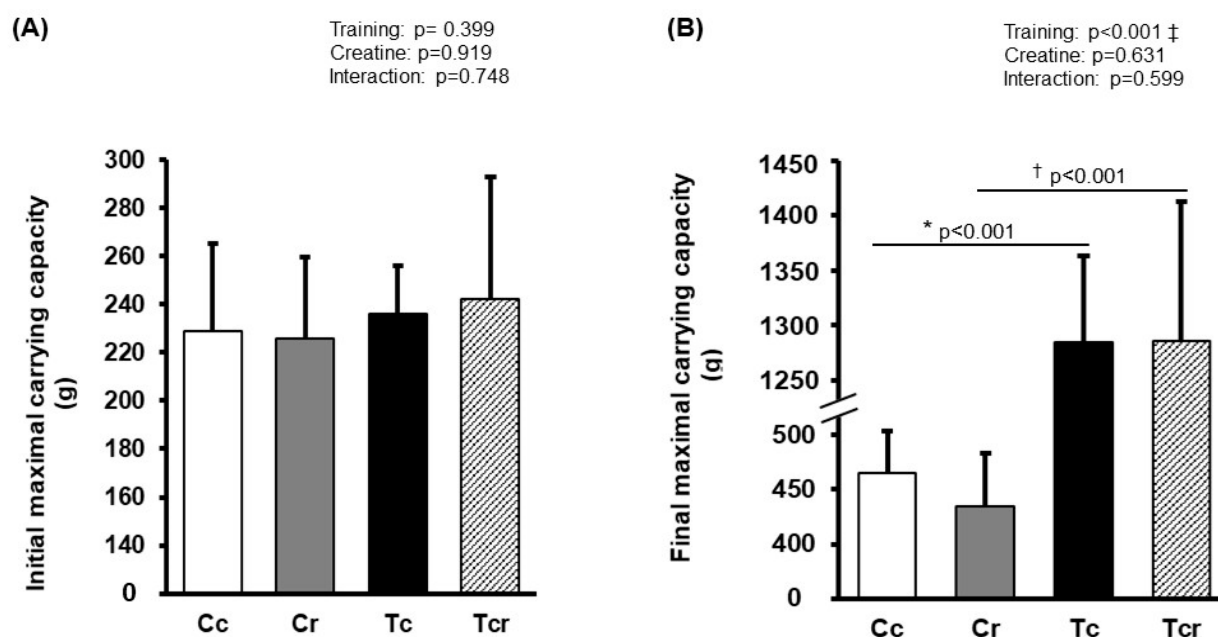 (A)
Training: p= 0.399
Creatine: p=0.919
Interaction: p=0.748
Initial maximal carrying capacity
(g)
300
280
260
240
220
200
180
160
140
0
Cc Cr Tc Tcr
(B)
Training: p<0.001 ‡
Creatine: p=0.631
Interaction: p=0.599
Final maximal carrying capacity
(g)
1450
1400
1350
1300
1250
500
450
400
0
† p<0.001
* p<0.001
Cc Cr Tc Tcr